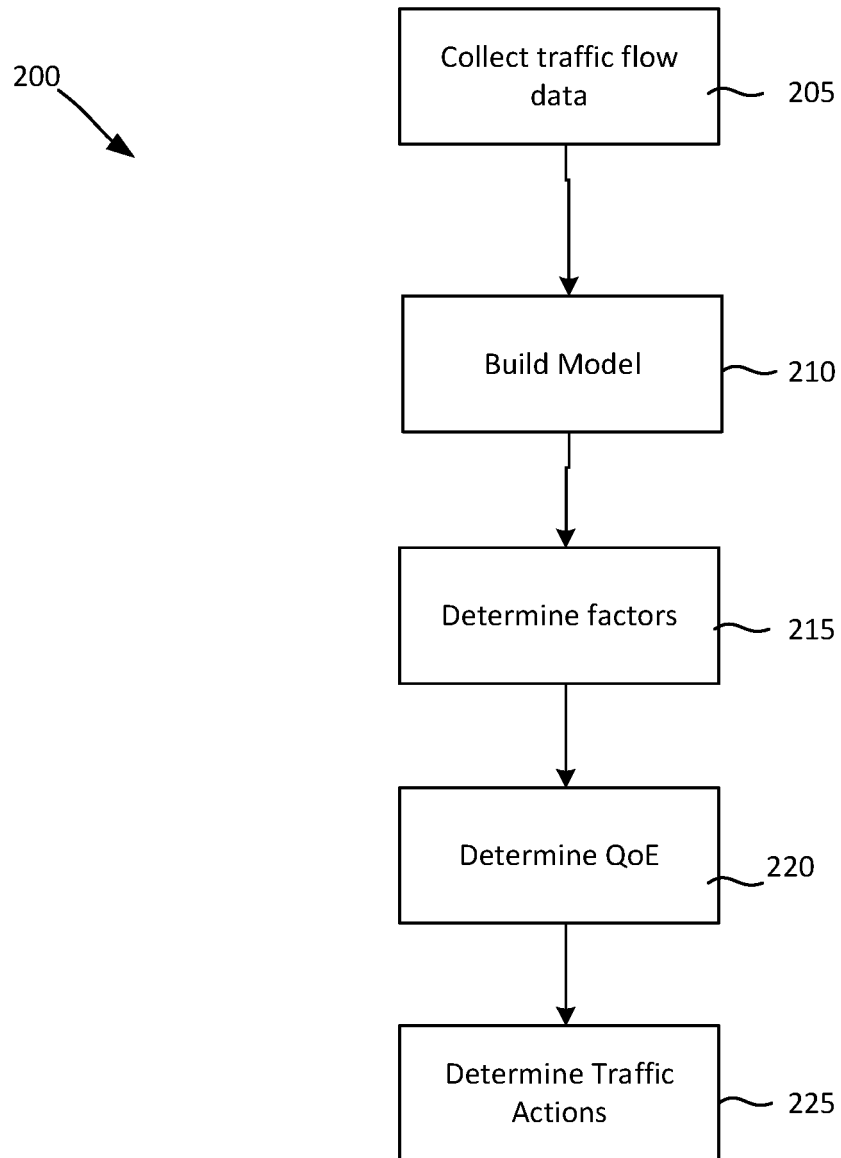 200
Collect traffic flow
data
205
Build Model
210
Determine factors
215
Determine QoE
220
Determine Traffic
Actions
225